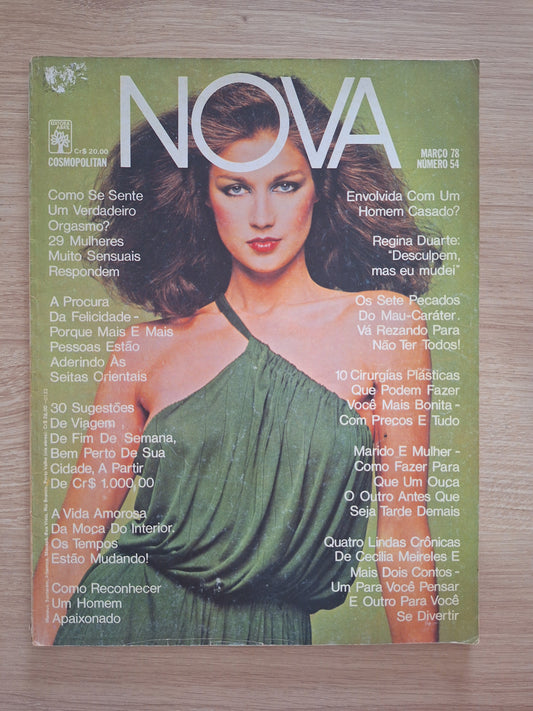 NOVA
EDITORA
ABRIL
Cr$ 20.00
COSMOPOLITAN
MARÇO 78
NÚMERO 54
Como Se Sente
Um Verdadeiro
Orgasmo?
29 Mulheres
Muito Sensuais
Respondem
A Procura
Da Felicidade -
Porque Mais E Mais
Pessoas Estão
Aderindo Às
Seitas Orientais
30 Sugestões
De Viagem
De Fim De Semana,
Bem Perto De Sua
Cidade, A Partir
De Cr$ 1.000,00
A Vida Amorosa
Da Moça Do Interior.
Os Tempos
Estão Mudando!
Como Reconhecer
Um Homem
Apaixonado
Envolvida Com Um
Homem Casado?
Regina Duarte:
"Desculpem,
mas eu mudei"
Os Sete Pecados
Do Mau-Caráter.
Vá Rezando Para
Não Ter Todos!
10 Cirurgias Plásticas
Que Podem Fazer
Você Mais Bonita -
Com Preços E Tudo
Marido E Mulher -
Como Fazer Para
Que Um Ouça
O Outro Antes Que
Seja Tarde Demais
Quatro Lindas Crônicas
De Cecília Meireles E
Mais Dois Contos -
Um Para Você Pensar
E Outro Para Você
Se Divertir